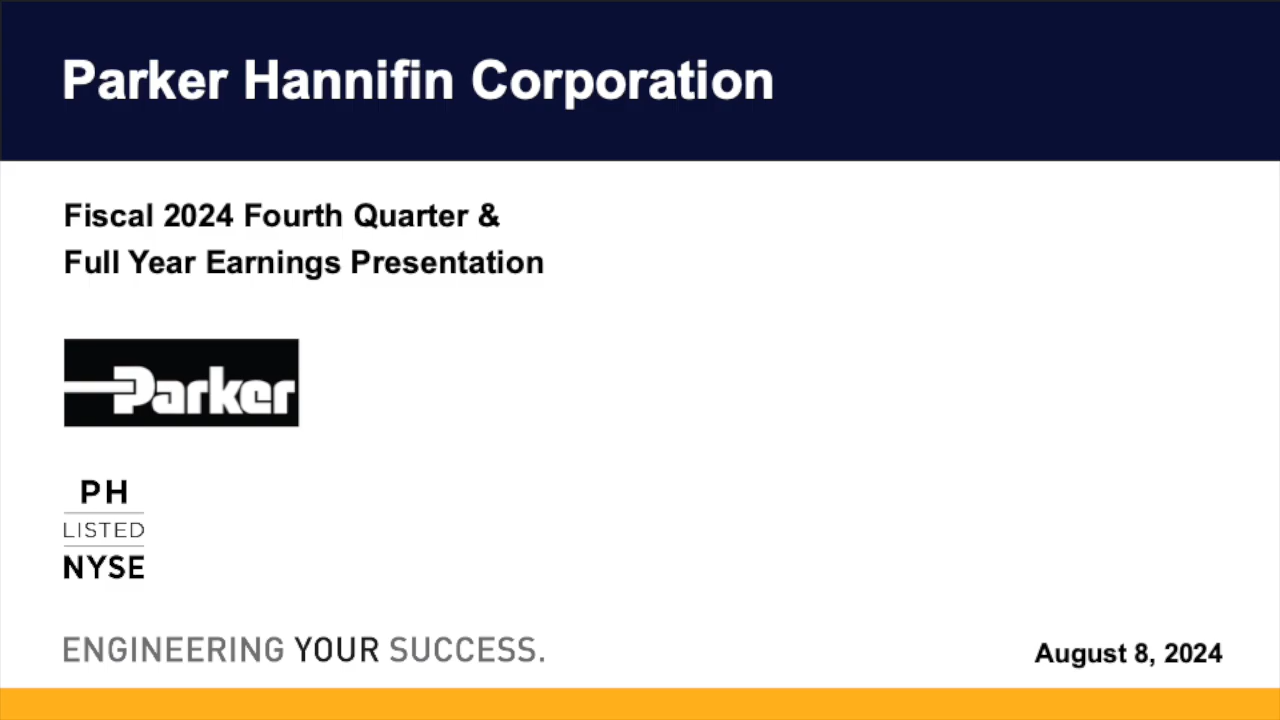 Parker Hannifin Corporation
Fiscal 2024 Fourth Quarter &
Full Year Earnings Presentation
Parker
PH
LISTED
NYSE
ENGINEERING YOUR SUCCESS.
August 8, 2024